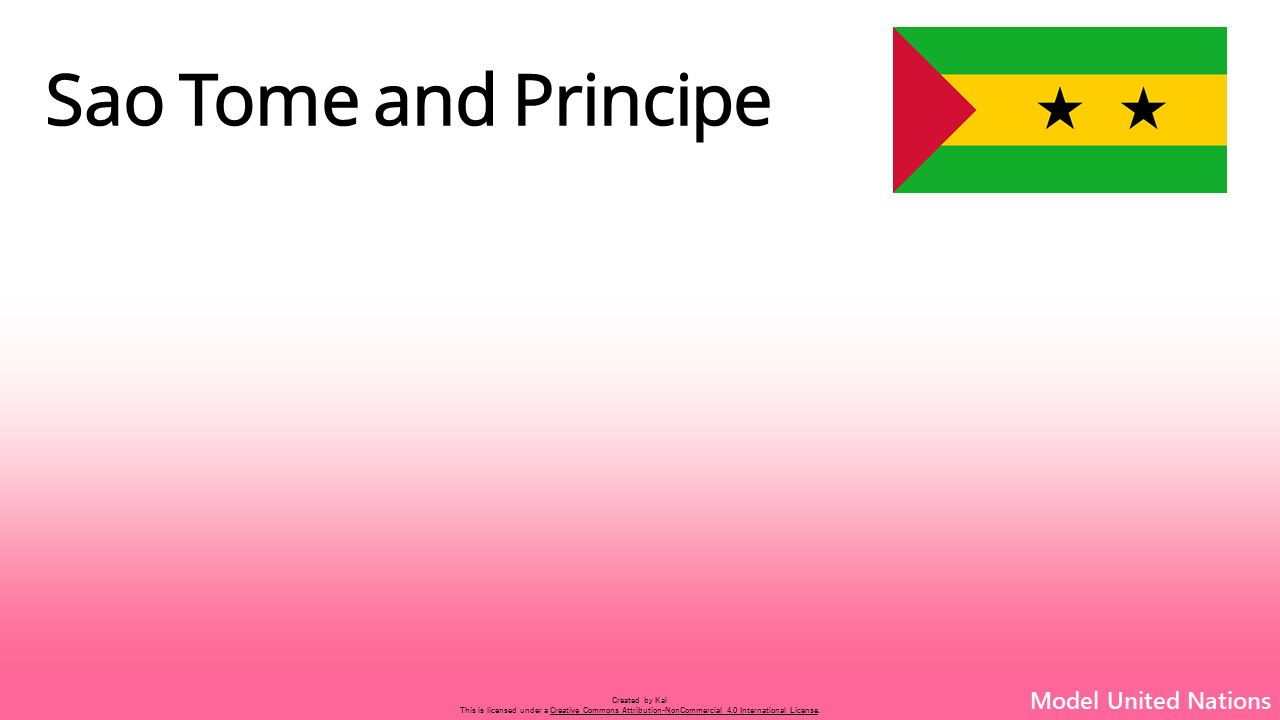 Sao Tome and Principe
Created by Kai
This is licensed under a Creative Commons Attribution-NonCommercial 4.0 International License.
Model United Nations